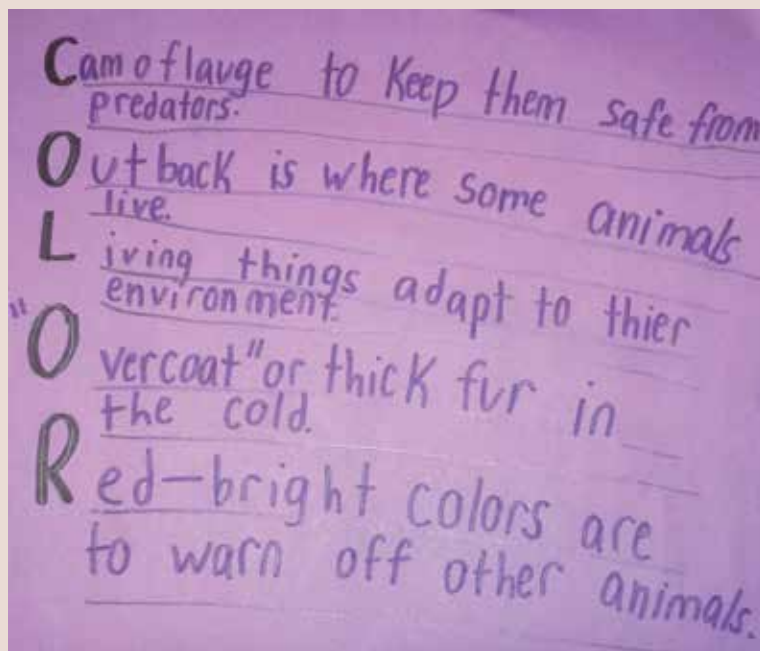 Camoflauge to Keep them safe from
predators.
Outback is where some animals
live.
Living things adapt to thier
environment.
"Overcoat" or thick fur in
the cold.
Red-bright colors are
to warn off other animals.